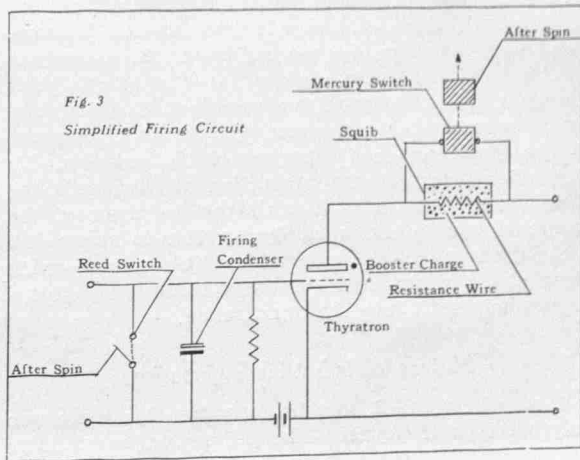 After Spin
Mercury Switch
Fig. 3
Simplified Firing Circuit
Squib
Firing
Condenser
Reed Switch
Booster Charge
Resistance Wire
Thyratron
After Spin